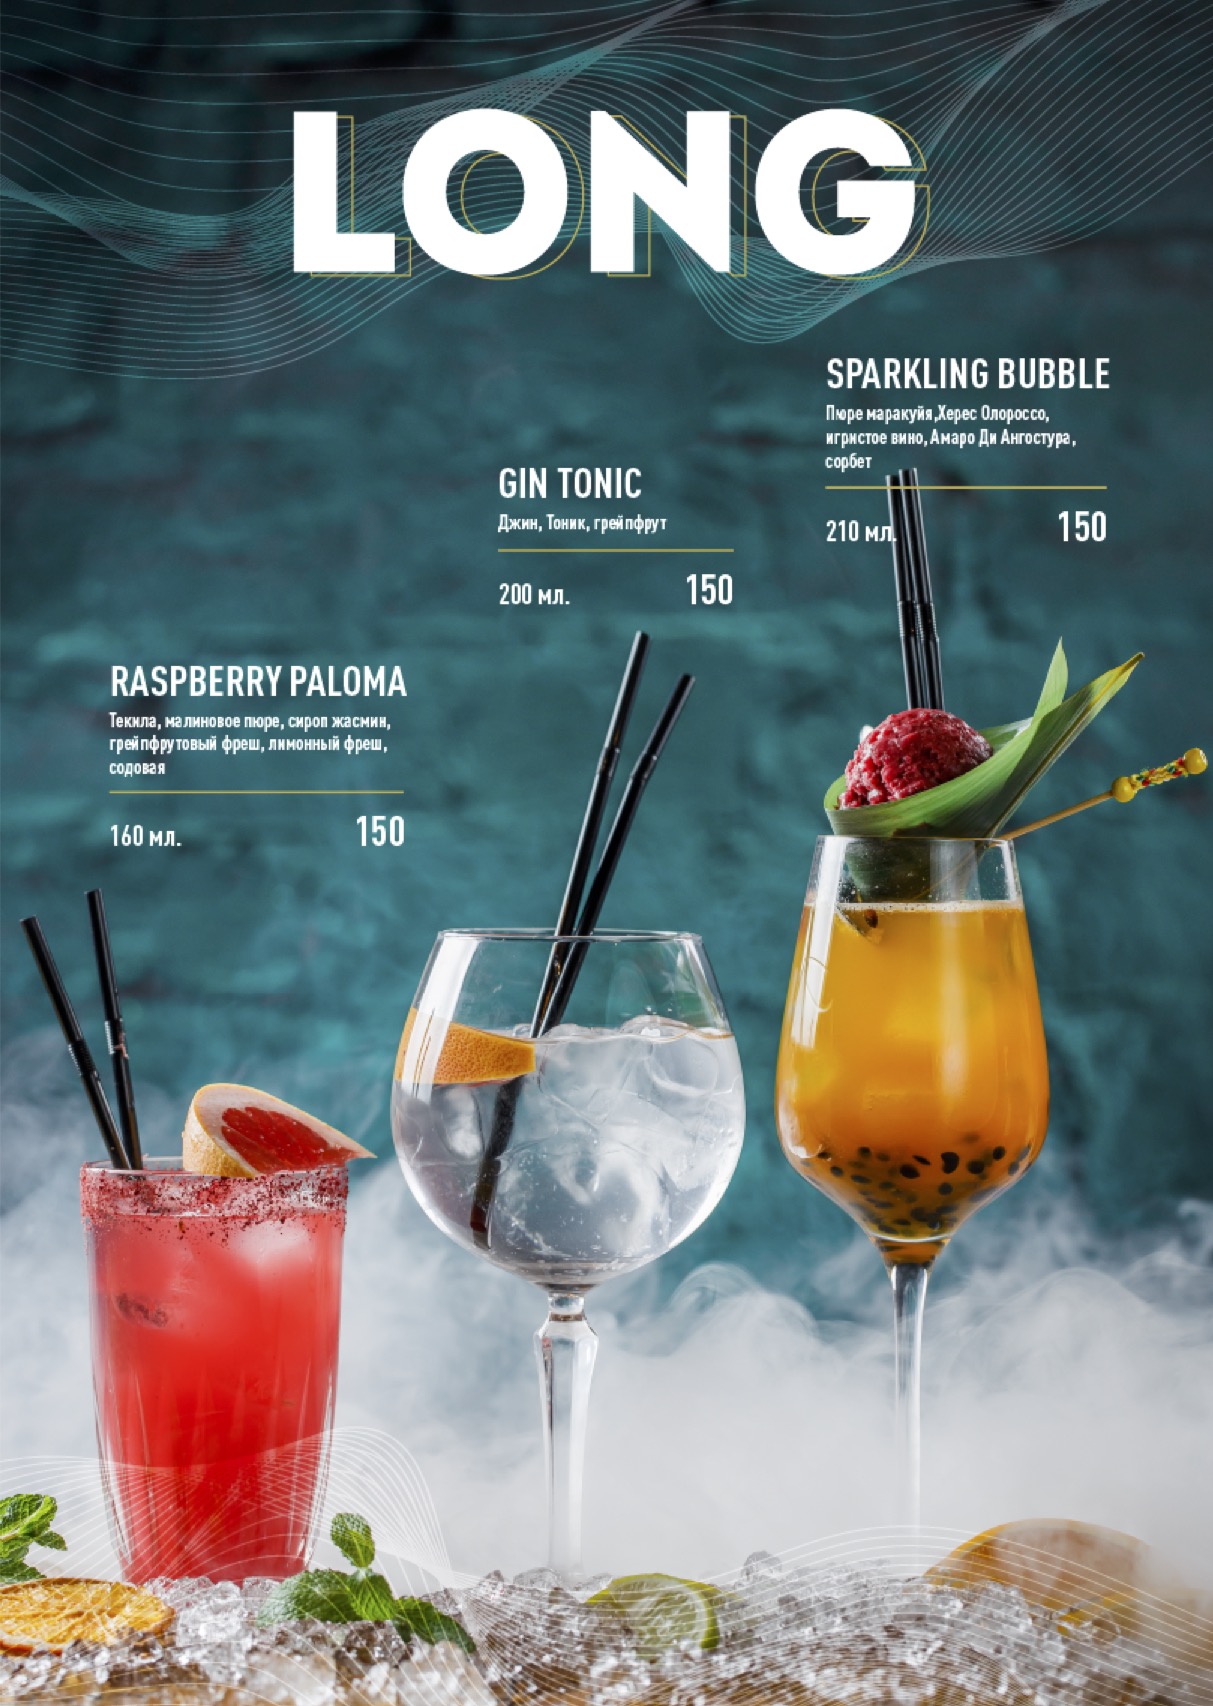 LONG
SPARKLING BUBBLE
Пюре маракуйя,Херес Олороссо,
игристое вино, Амаро Ди Ангостура,
сорбет
210 мл.
150
GIN TONIC
Джин, Тоник, грейпфрут
200 мл.
150
RASPBERRY PALOMA
Текила, малиновое пюре, сироп жасмин,
грейпфрутовый фреш, лимонный фреш,
содовая
160 мл.
150